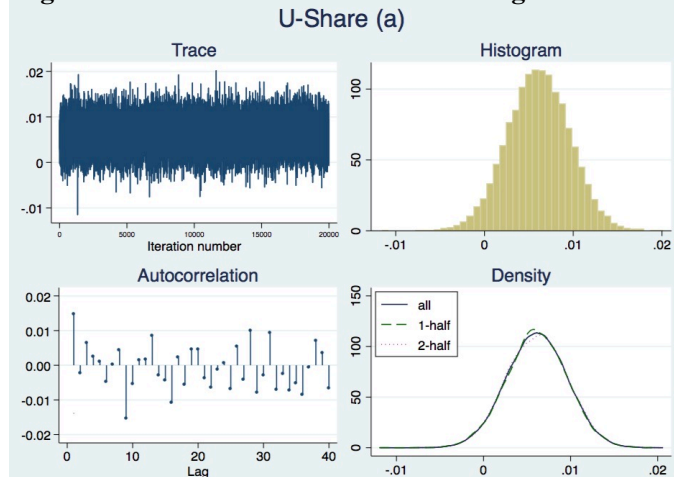 U-Share (a)
Trace
.02
.01
0
-.01
0 5000 10000 15000 20000
Iteration number
Histogram
100
50
0
-.01 0 .01 .02
Autocorrelation
0.02
0.01
0.00
-0.01
-0.02
0 10 20 30 40
Lag
Density
150
100
50
0
all
1-half
2-half
-.01 0 .01 .02